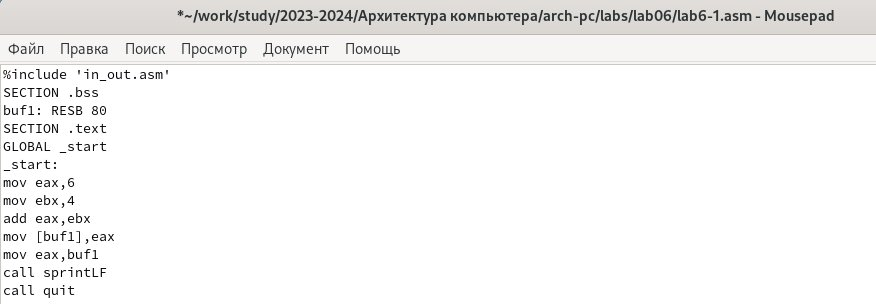 *~/work/study/2023-2024/Архитектура компьютера/arch-pc/labs/lab06/lab6-1.asm - Mousepad
Файл Правка Поиск Просмотр Документ Помощь
%include 'in_out.asm'
SECTION .bss
buf1: RESB 80
SECTION .text
GLOBAL _start
_start:
mov eax,6
mov ebx,4
add eax,ebx
mov [buf1],eax
mov eax,buf1
call sprintLF
call quit